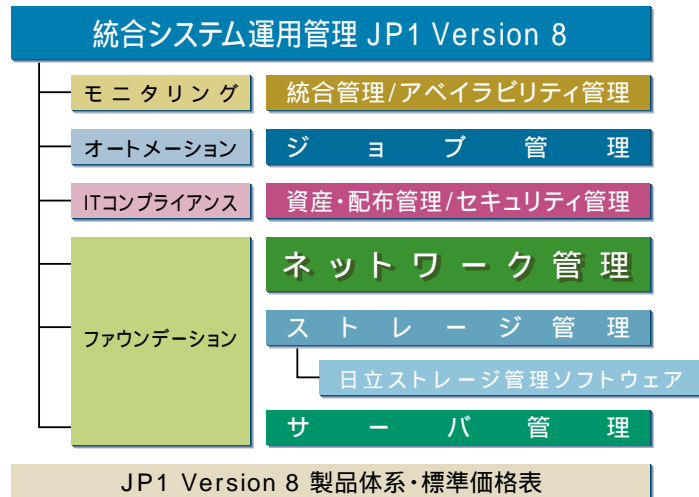 統合システム運用管理 JP1 Version 8
モニタリング
統合管理/アベイラビリティ管理
オートメーション
ジョブ管理
ITコンプライアンス
資産・配布管理/セキュリティ管理
ネットワーク管理
ファウンデーション
ストレージ管理
日立ストレージ管理ソフトウェア
サーバ管理
JP1 Version 8 製品体系・標準価格表